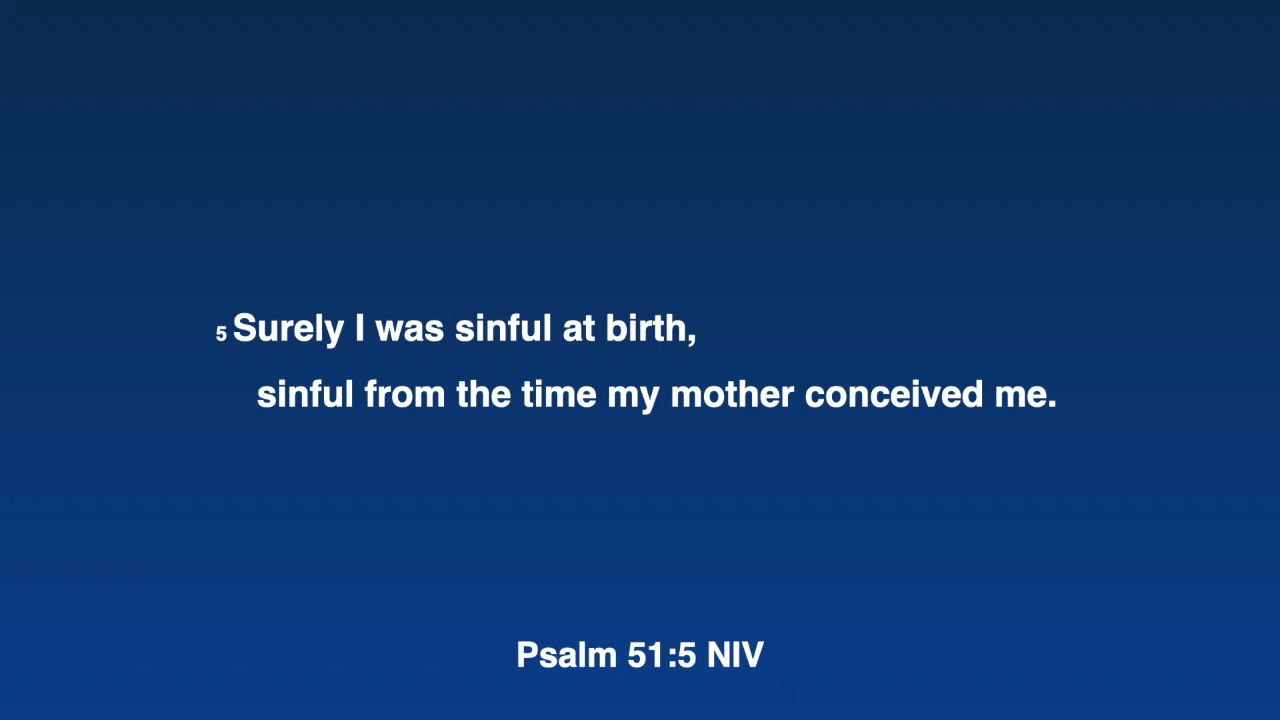 5 Surely I was sinful at birth,
sinful from the time my mother conceived me.
Psalm 51:5 NIV